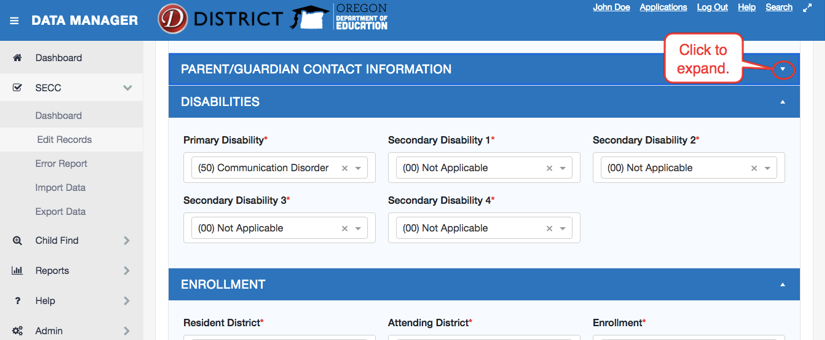 DATA MANAGER
D DISTRICT
OREGON
DEPARTMENT OF
EDUCATION
John Doe Applications Log Out Help Search
Dashboard
SECC
Dashboard
Edit Records
Error Report
Import Data
Export Data
Child Find
Reports
Help
Admin
PARENT/GUARDIAN CONTACT INFORMATION
Click to
expand.
DISABILITIES
Primary Disability* Secondary Disability 1* Secondary Disability 2*
(50) Communication Disorder × (00) Not Applicable × (00) Not Applicable ×
Secondary Disability 3* Secondary Disability 4*
(00) Not Applicable × (00) Not Applicable ×
ENROLLMENT
Resident District* Attending District* Enrollment*